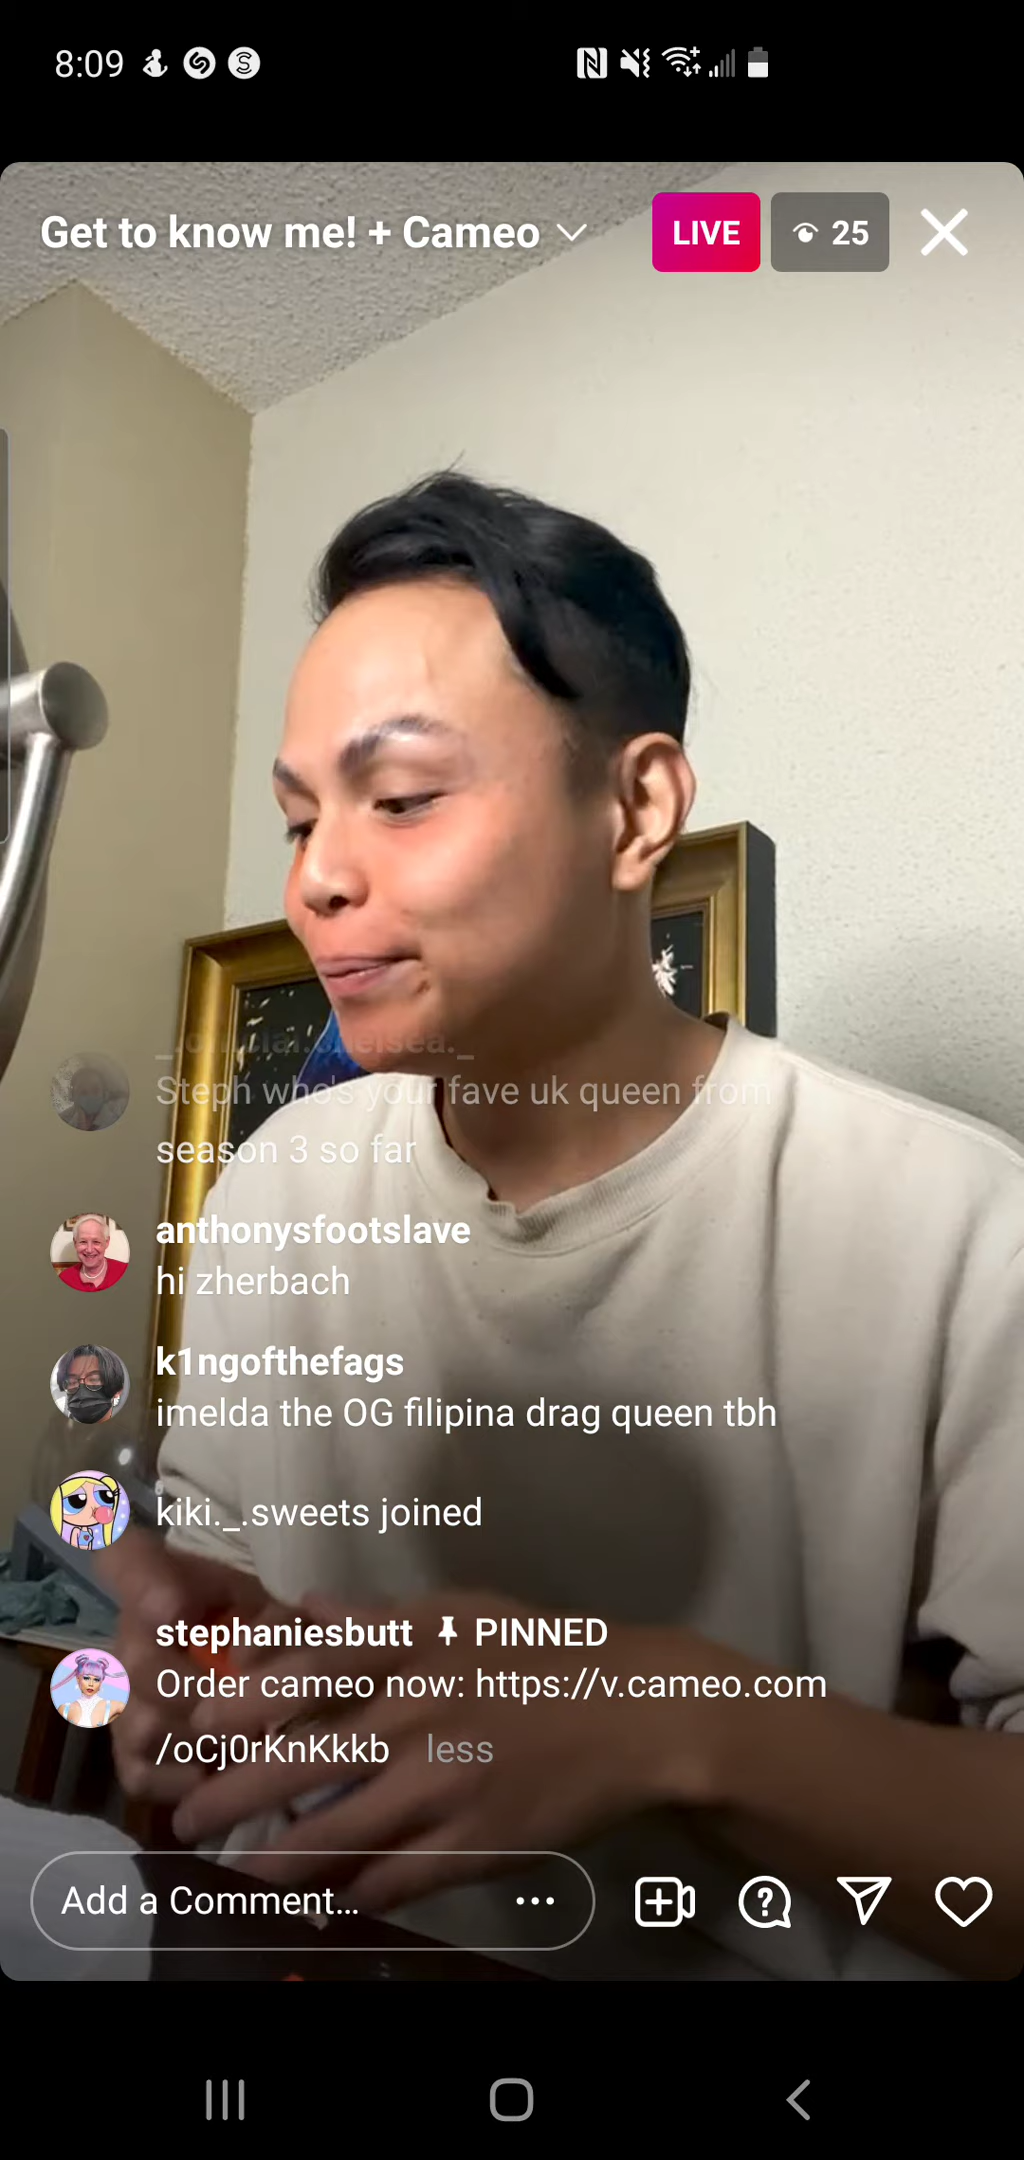 8:09
Get to know me! + Cameo
LIVE
25
_.official.chelsea._
Steph who's your fave uk queen from
season 3 so far
anthonysfootslave
hi zherbach
k1ngofthefags
imelda the OG filipina drag queen tbh
kiki._.sweets joined
stephaniesbutt PINNED
Order cameo now: https://v.cameo.com
/oCj0rKnKkkb less
Add a Comment...